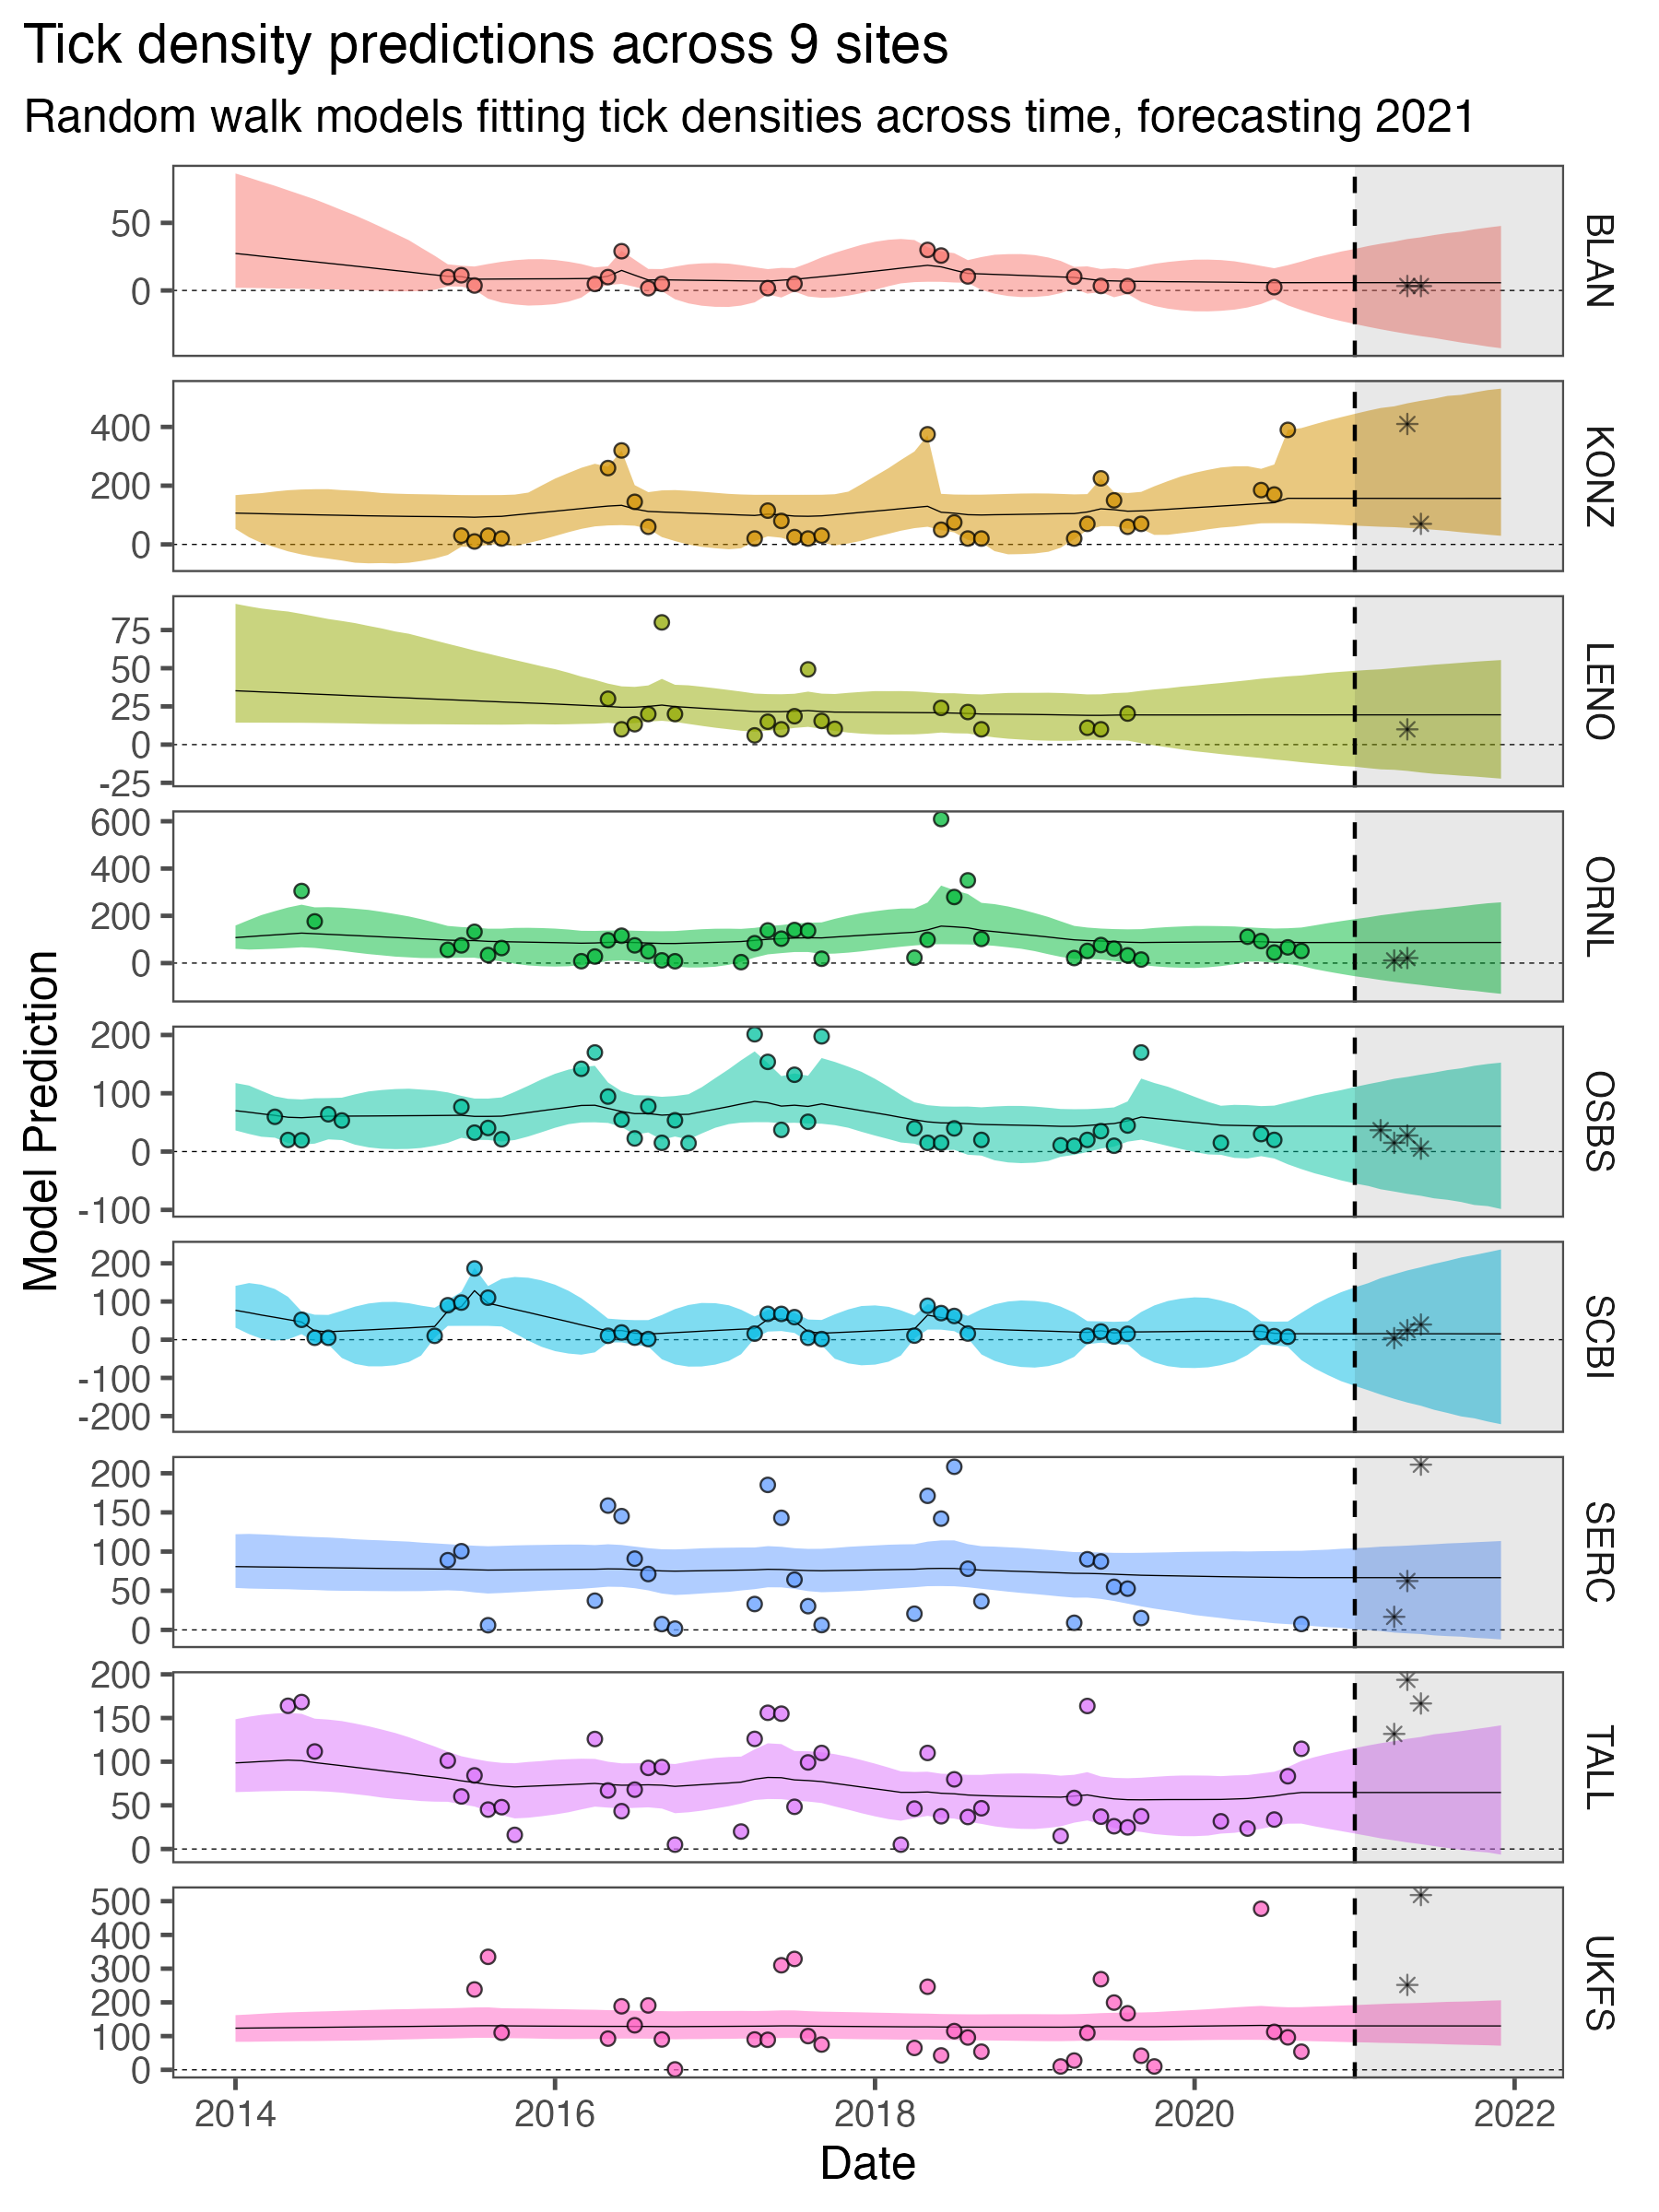 Tick density predictions across 9 sites
Random walk models fitting tick densities across time, forecasting 2021
Model Prediction
50
0
BLAN
400
200
0
KONZ
75
50
25
0
-25
LENO
600
400
200
0
ORNL
200
100
0
-100
OSBS
200
100
0
-100
-200
SCBI
200
150
100
50
0
SERC
200
150
100
50
0
TALL
500
400
300
200
100
0
UKFS
2014 2016 2018 2020 2022
Date